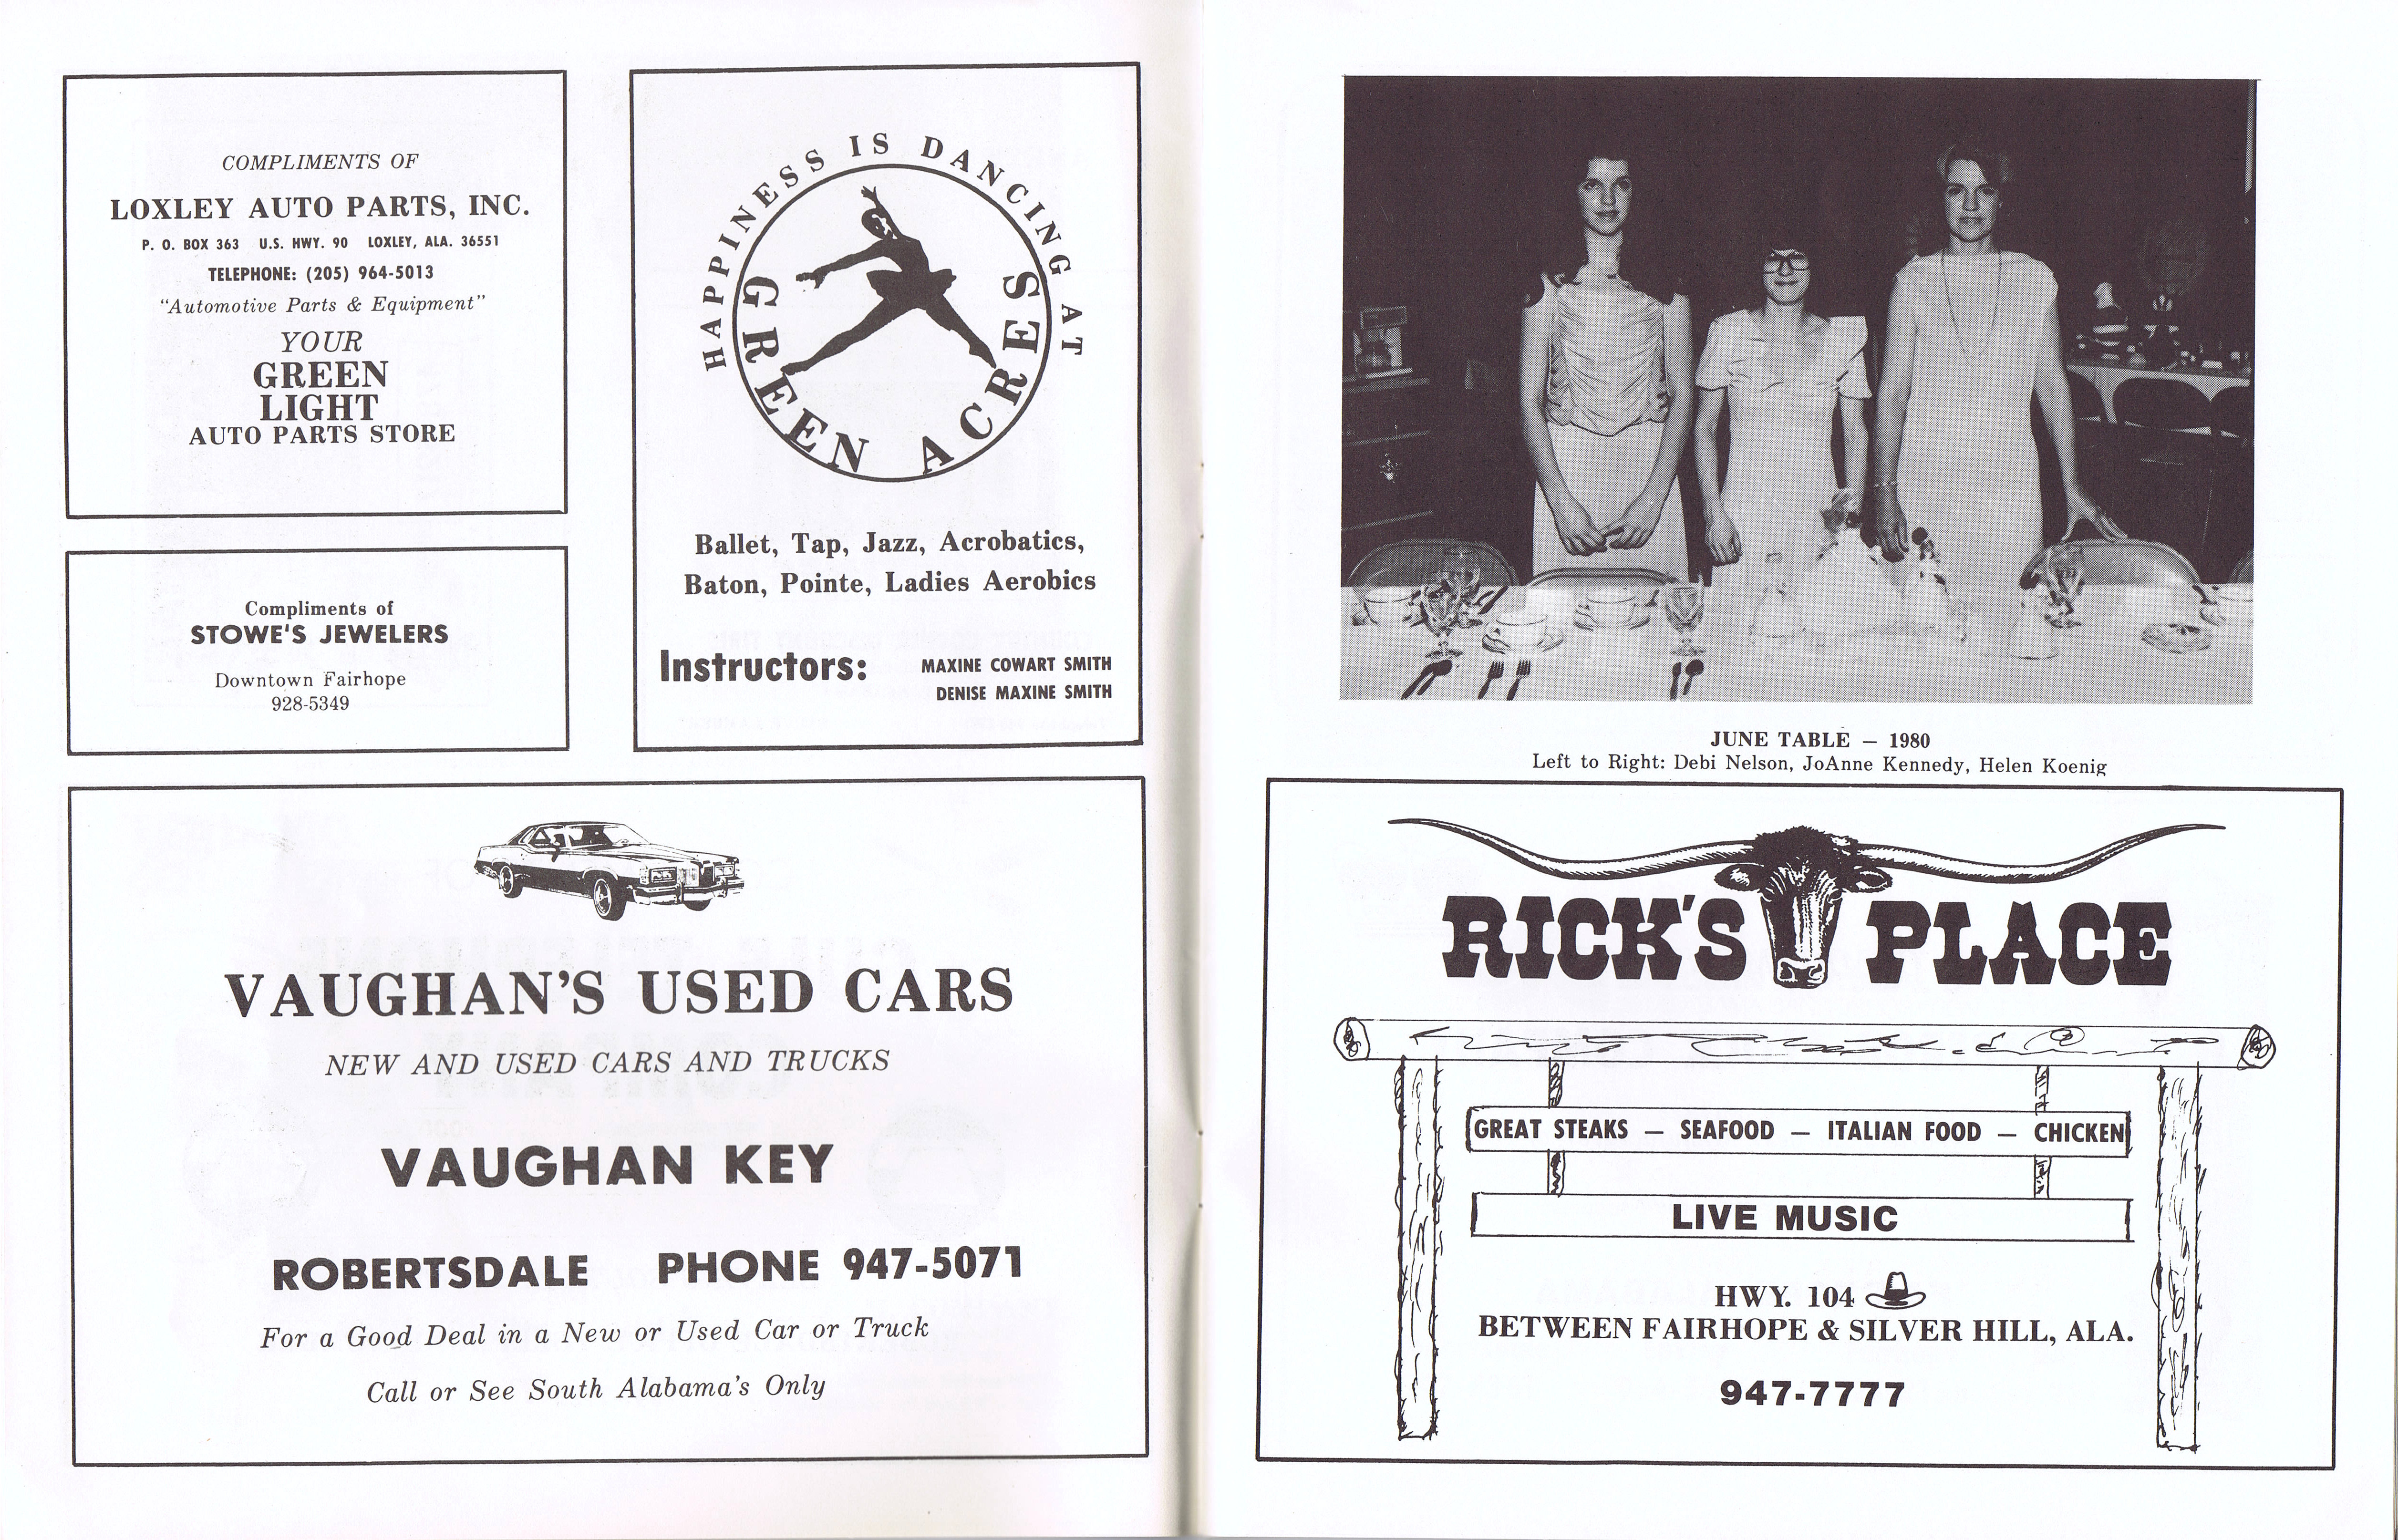 COMPLIMENTS OF
LOXLEY AUTO PARTS, INC.
P. O. BOX 363 U.S. HWY. 90 LOXLEY, ALA. 36551
TELEPHONE: (205) 964-5013
"Automotive Parts & Equipment"
YOUR
GREEN
LIGHT
AUTO PARTS STORE
Compliments of
STOWE'S JEWELERS
Downtown Fairhope
928-5349
HAPPINESS IS DANCING AT
GREEN ACRES
Ballet, Tap, Jazz, Acrobatics,
Baton, Pointe, Ladies Aerobics
Instructors: MAXINE COWART SMITH
DENISE MAXINE SMITH
VAUGHAN'S USED CARS
NEW AND USED CARS AND TRUCKS
VAUGHAN KEY
ROBERTSDALE PHONE 947-5071
For a Good Deal in a New or Used Car or Truck
Call or See South Alabama's Only
JUNE TABLE — 1980
Left to Right: Debi Nelson, JoAnne Kennedy, Helen Koenig
RICK'S PLACE
GREAT STEAKS — SEAFOOD — ITALIAN FOOD — CHICKEN
LIVE MUSIC
HWY. 104
BETWEEN FAIRHOPE & SILVER HILL, ALA.
947-7777